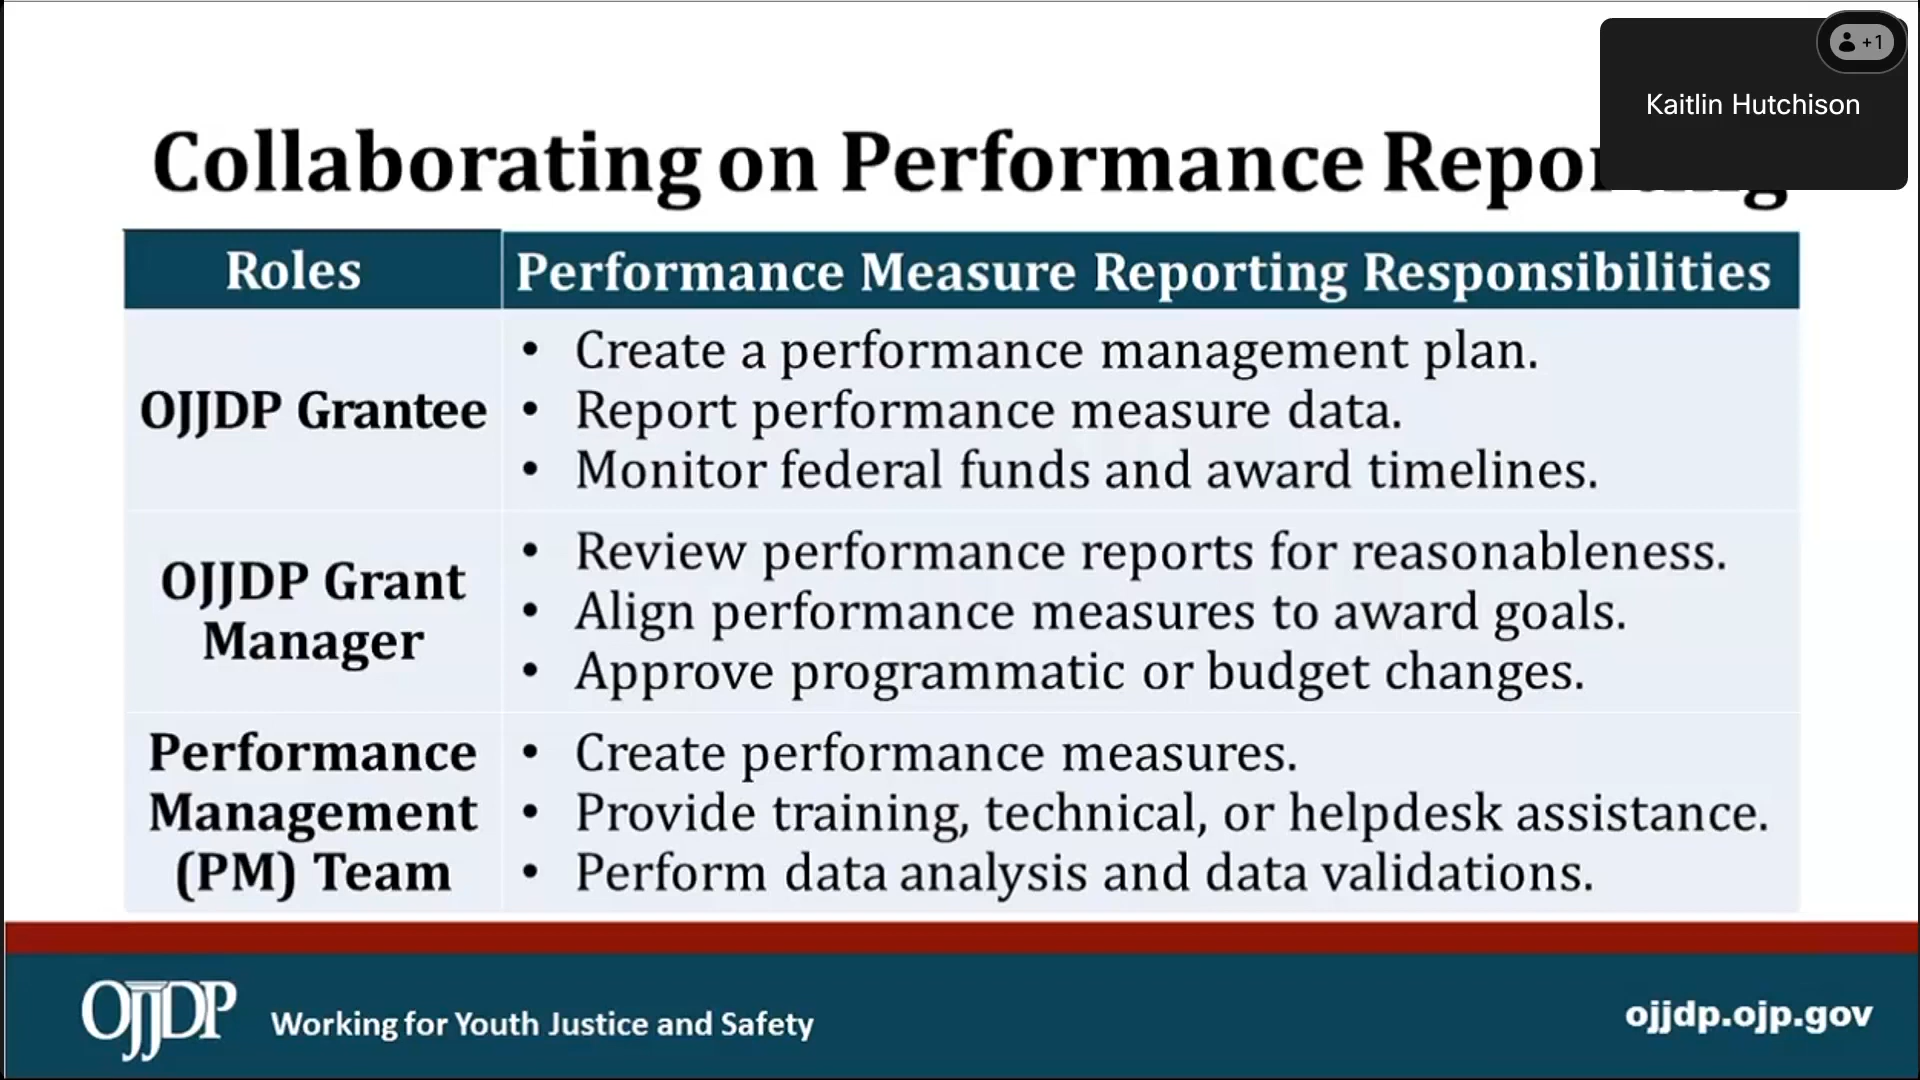 +1
Kaitlin Hutchison
Collaborating on Performance
Roles
Performance Measure Reporting Responsibilities
OJJDP Grantee
• Create a performance management plan.
• Report performance measure data.
• Monitor federal funds and award timelines.
OJJDP Grant
Manager
• Review performance reports for reasonableness.
• Align performance measures to award goals.
• Approve programmatic or budget changes.
Performance
Management
(PM) Team
• Create performance measures.
• Provide training, technical, or helpdesk assistance.
• Perform data analysis and data validations.
OJJDP
Working for Youth Justice and Safety
ojjdp.ojp.gov